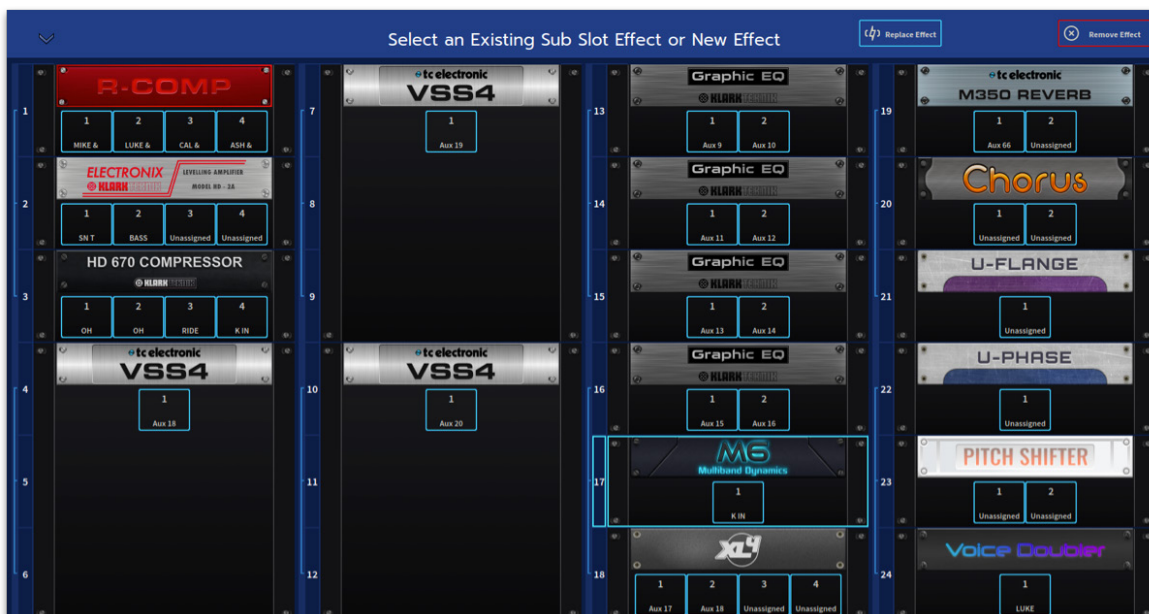 Select an Existing Sub Slot Effect or New Effect
Replace Effect
Remove Effect
1
R-COMP
1 2 3 4
MIKE & LUKE & CAL & ASH &
2
ELECTRONIX
KLARK TEKNIK
LEVELLING AMPLIFIER
MODEL HD - 2A
1 2 3 4
SN T BASS Unassigned Unassigned
3
HD 670 COMPRESSOR
KLARK TEKNIK
1 2 3 4
OH OH RIDE K IN
4
tc electronic
VSS4
1
Aux 18
5
6
7
tc electronic
VSS4
1
Aux 19
8
9
10
tc electronic
VSS4
1
Aux 20
11
12
13
Graphic EQ
KLARK TEKNIK
1 2
Aux 9 Aux 10
14
Graphic EQ
KLARK TEKNIK
1 2
Aux 11 Aux 12
15
Graphic EQ
KLARK TEKNIK
1 2
Aux 13 Aux 14
16
Graphic EQ
KLARK TEKNIK
1 2
Aux 15 Aux 16
17
M6
Multiband Dynamics
1
K IN
18
XL4
1 2 3 4
Aux 17 Aux 18 Unassigned Unassigned
19
tc electronic
M350 REVERB
1 2
Aux 66 Unassigned
20
Chorus
1 2
Unassigned Unassigned
21
U-FLANGE
1
Unassigned
22
U-PHASE
1
Unassigned
23
PITCH SHIFTER
1 2
Unassigned Unassigned
24
Voice Doubler
1
LUKE